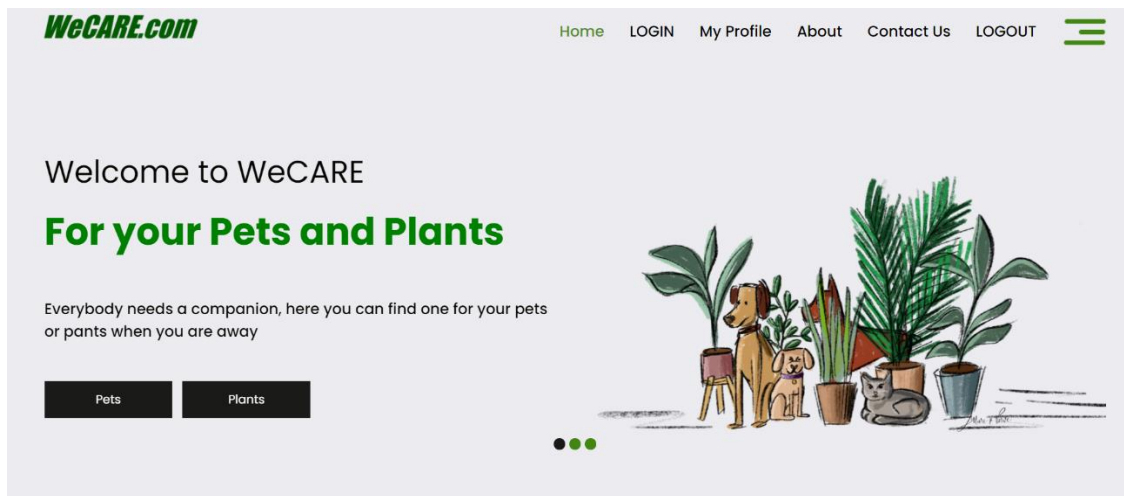 WeCARE.com
Home LOGIN My Profile About Contact Us LOGOUT
Welcome to WeCARE
For your Pets and Plants
Everybody needs a companion, here you can find one for your pets
or pants when you are away
Pets Plants